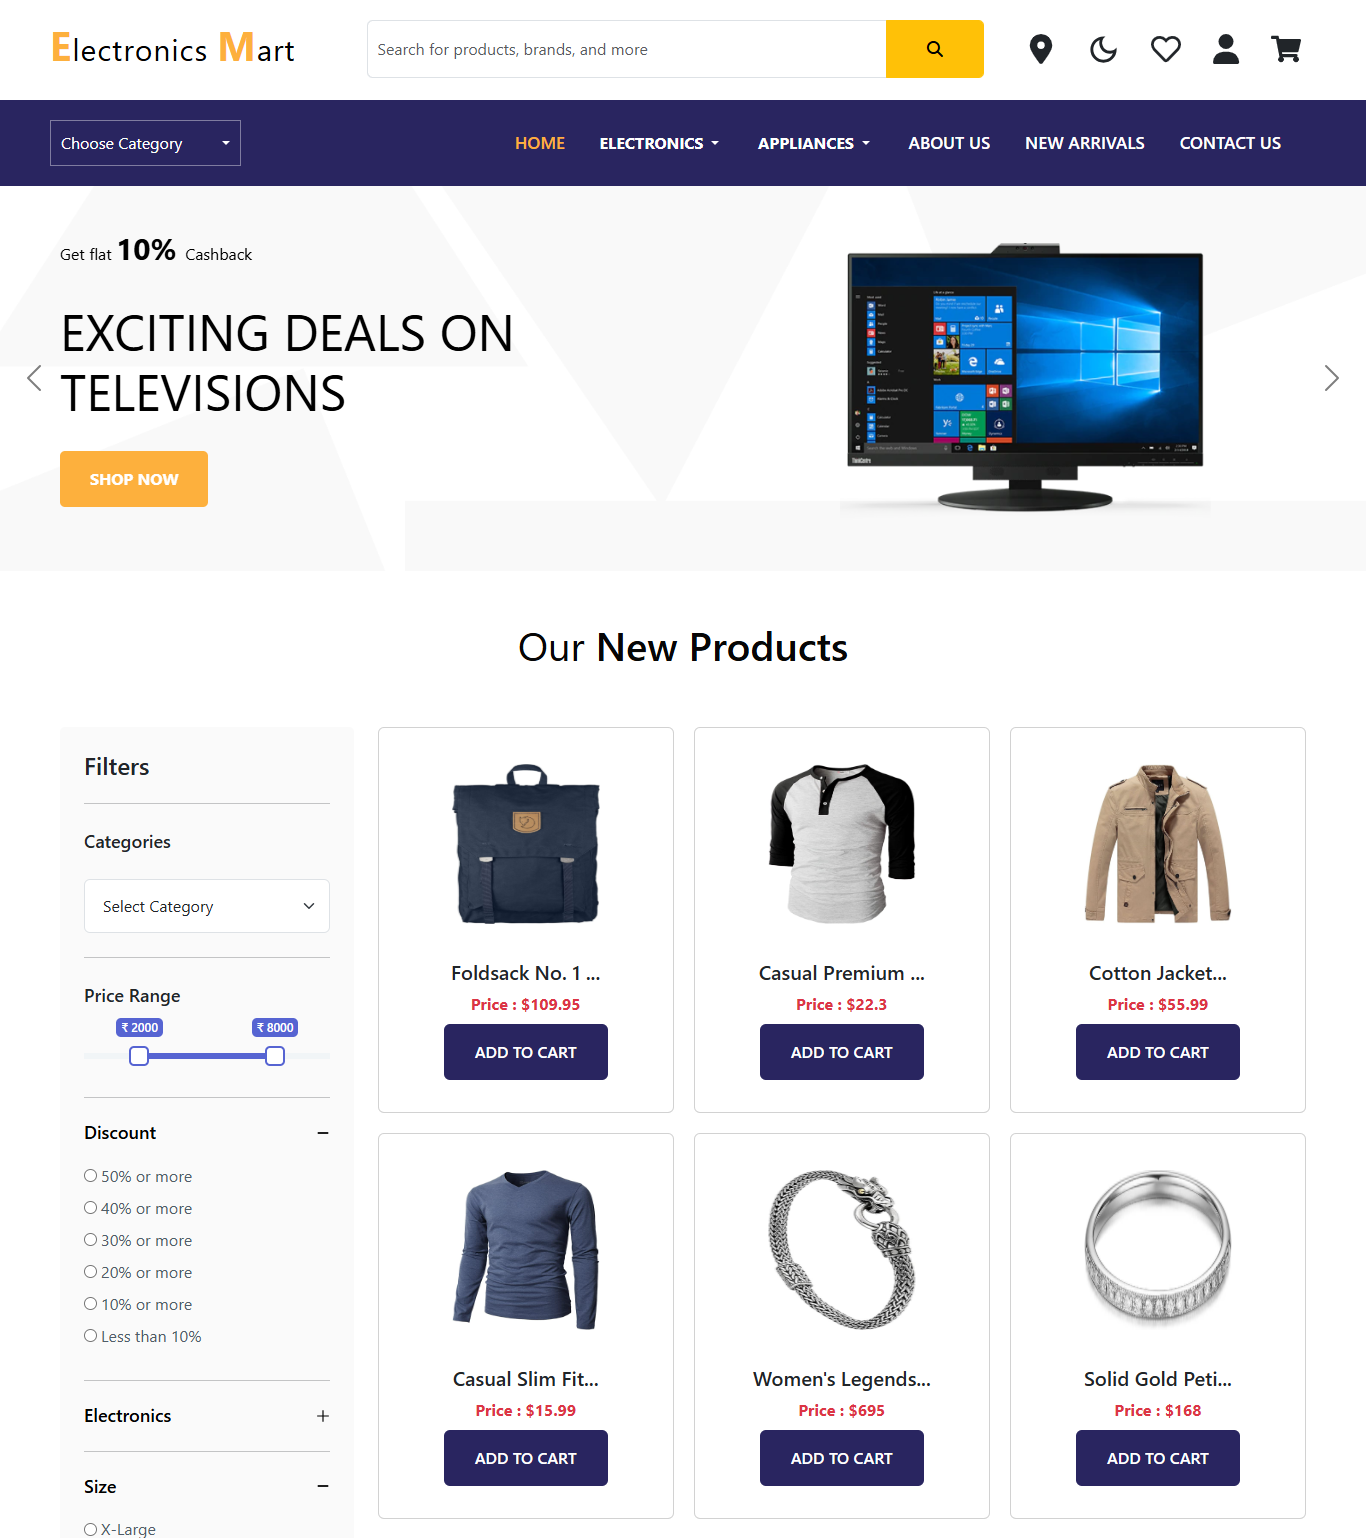 Electronics Mart
Search for products, brands, and more
Choose Category
HOME
ELECTRONICS
APPLIANCES
ABOUT US
NEW ARRIVALS
CONTACT US
Get flat 10% Cashback
EXCITING DEALS ON
TELEVISIONS
SHOP NOW
Our New Products
Filters
Categories
Select Category
Price Range
₹ 2000
₹ 8000
Discount
50% or more
40% or more
30% or more
20% or more
10% or more
Less than 10%
Electronics
Size
X-Large
Foldsack No. 1 ...
Price : $109.95
ADD TO CART
Casual Premium ...
Price : $22.3
ADD TO CART
Cotton Jacket...
Price : $55.99
ADD TO CART
Casual Slim Fit...
Price : $15.99
ADD TO CART
Women's Legends...
Price : $695
ADD TO CART
Solid Gold Peti...
Price : $168
ADD TO CART